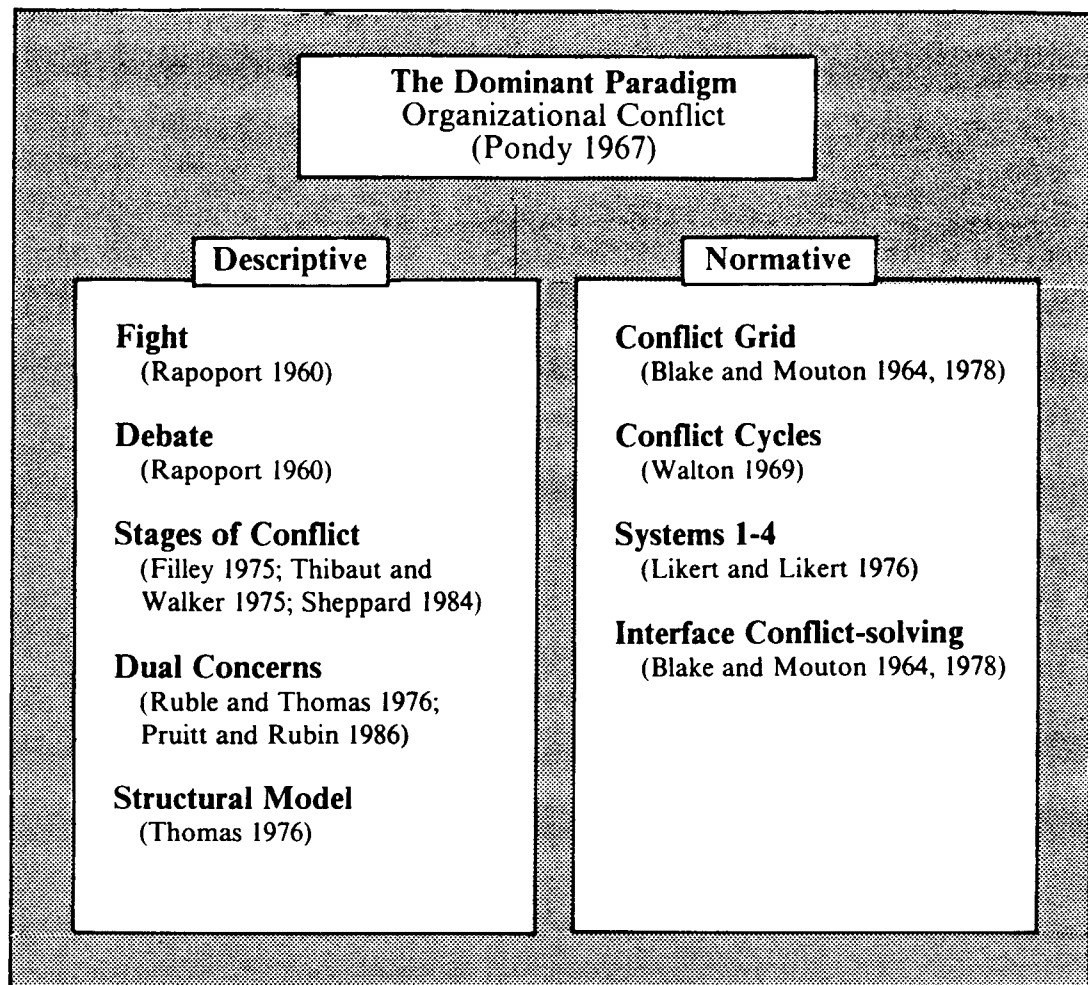 The Dominant Paradigm
Organizational Conflict
(Pondy 1967)
Descriptive
Fight
(Rapoport 1960)
Debate
(Rapoport 1960)
Stages of Conflict
(Filley 1975; Thibaut and
Walker 1975; Sheppard 1984)
Dual Concerns
(Ruble and Thomas 1976;
Pruitt and Rubin 1986)
Structural Model
(Thomas 1976)
Normative
Conflict Grid
(Blake and Mouton 1964, 1978)
Conflict Cycles
(Walton 1969)
Systems 1-4
(Likert and Likert 1976)
Interface Conflict-solving
(Blake and Mouton 1964, 1978)